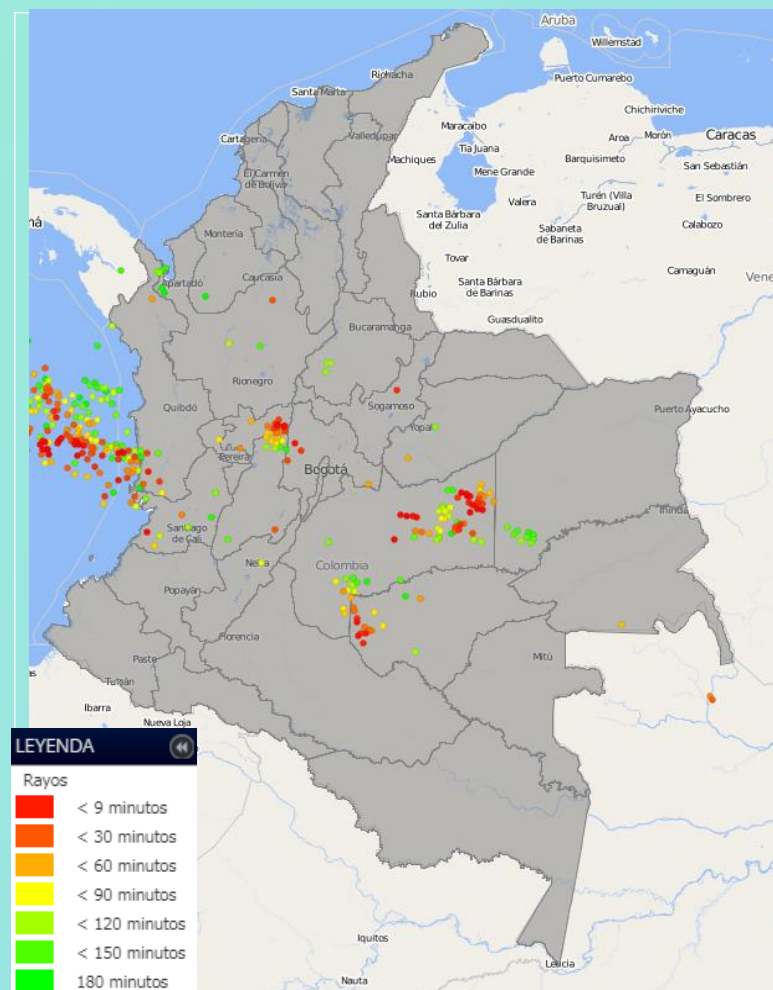 Aruba
Willemstad
Riohacha
Puerto Cumarebo
Santa Marta
Chichiriviche
Cartagena
Valledupar
Maracaibo
Aroa
Morón
Caracas
Tía Juana
El Carmen
de Bolívar
Machiques
Mene Grande
Barquisimeto
San Sebastián
Valera
Turén (Villa
Bruzual)
El Sombrero
Santa Bárbara
del Zulia
Sabaneta
de Barinas
Calabozo
má
Montería
Tovar
Camaguán
Vene
Apartadó
Caucasia
Rubio
Santa Bárbara
de Barinas
Guasdualito
Bucaramanga
Rionegro
Quibdó
Sogamoso
Puerto Ayacucho
Yopal
Pereira
Bogotá
Inírida
Santiago
de Cali
Neiva
Colombia
Popayán
Florencia
Mitú
Pasto
as
Tulcán
Ibarra
Nueva Loja
LEYENDA
Rayos
< 9 minutos
< 30 minutos
< 60 minutos
< 90 minutos
< 120 minutos
< 150 minutos
180 minutos
Iquitos
Leticia
Nauta